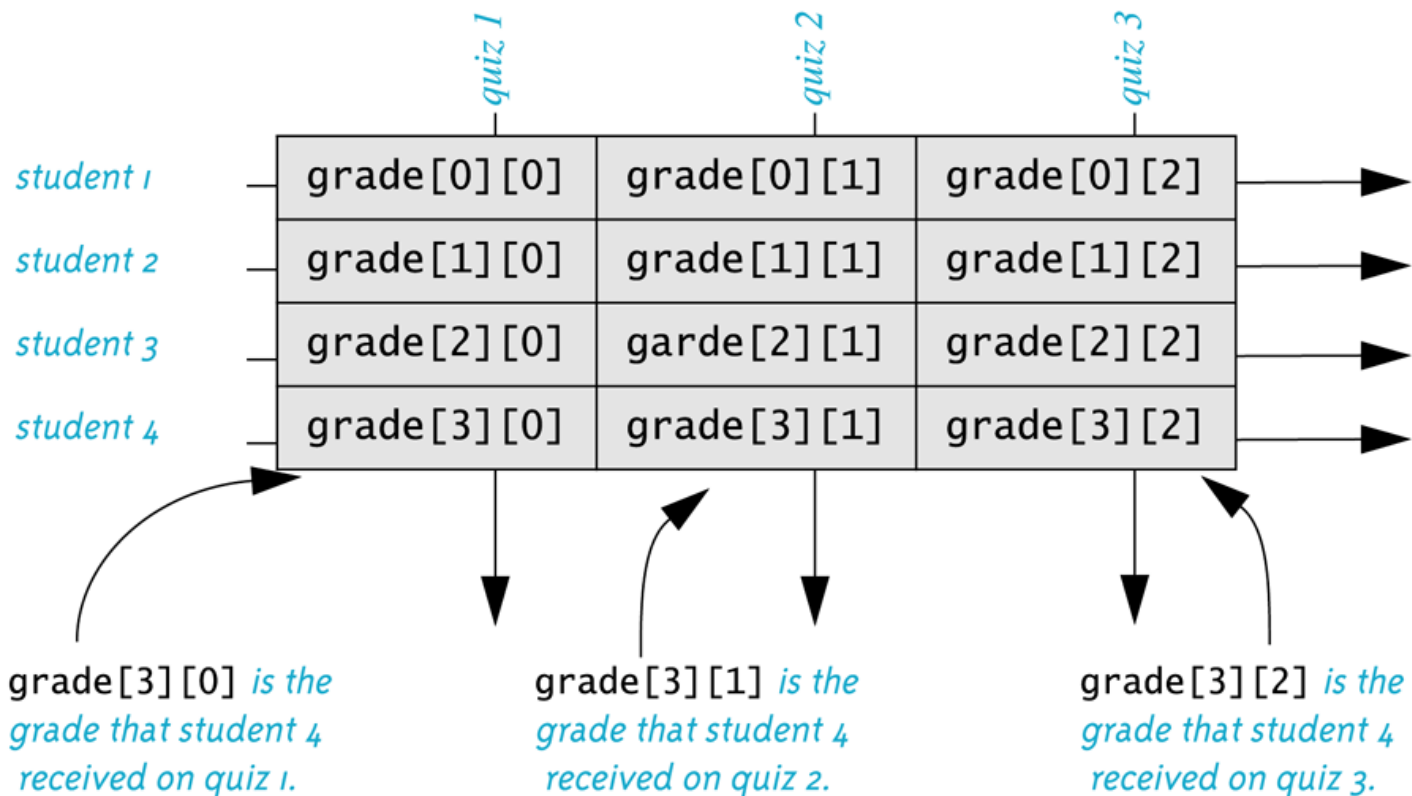 quiz 1
quiz 2
quiz 3
student 1
grade[0][0]
grade[0][1]
grade[0][2]
student 2
grade[1][0]
grade[1][1]
grade[1][2]
student 3
grade[2][0]
garde[2][1]
grade[2][2]
student 4
grade[3][0]
grade[3][1]
grade[3][2]
grade[3][0] is the
grade that student 4
received on quiz 1.
grade[3][1] is the
grade that student 4
received on quiz 2.
grade[3][2] is the
grade that student 4
received on quiz 3.